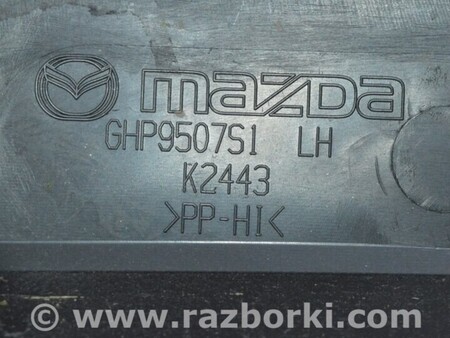 mazda
GHP9507S1 LH
K2443
>PP-HI<
© www.razborki.com